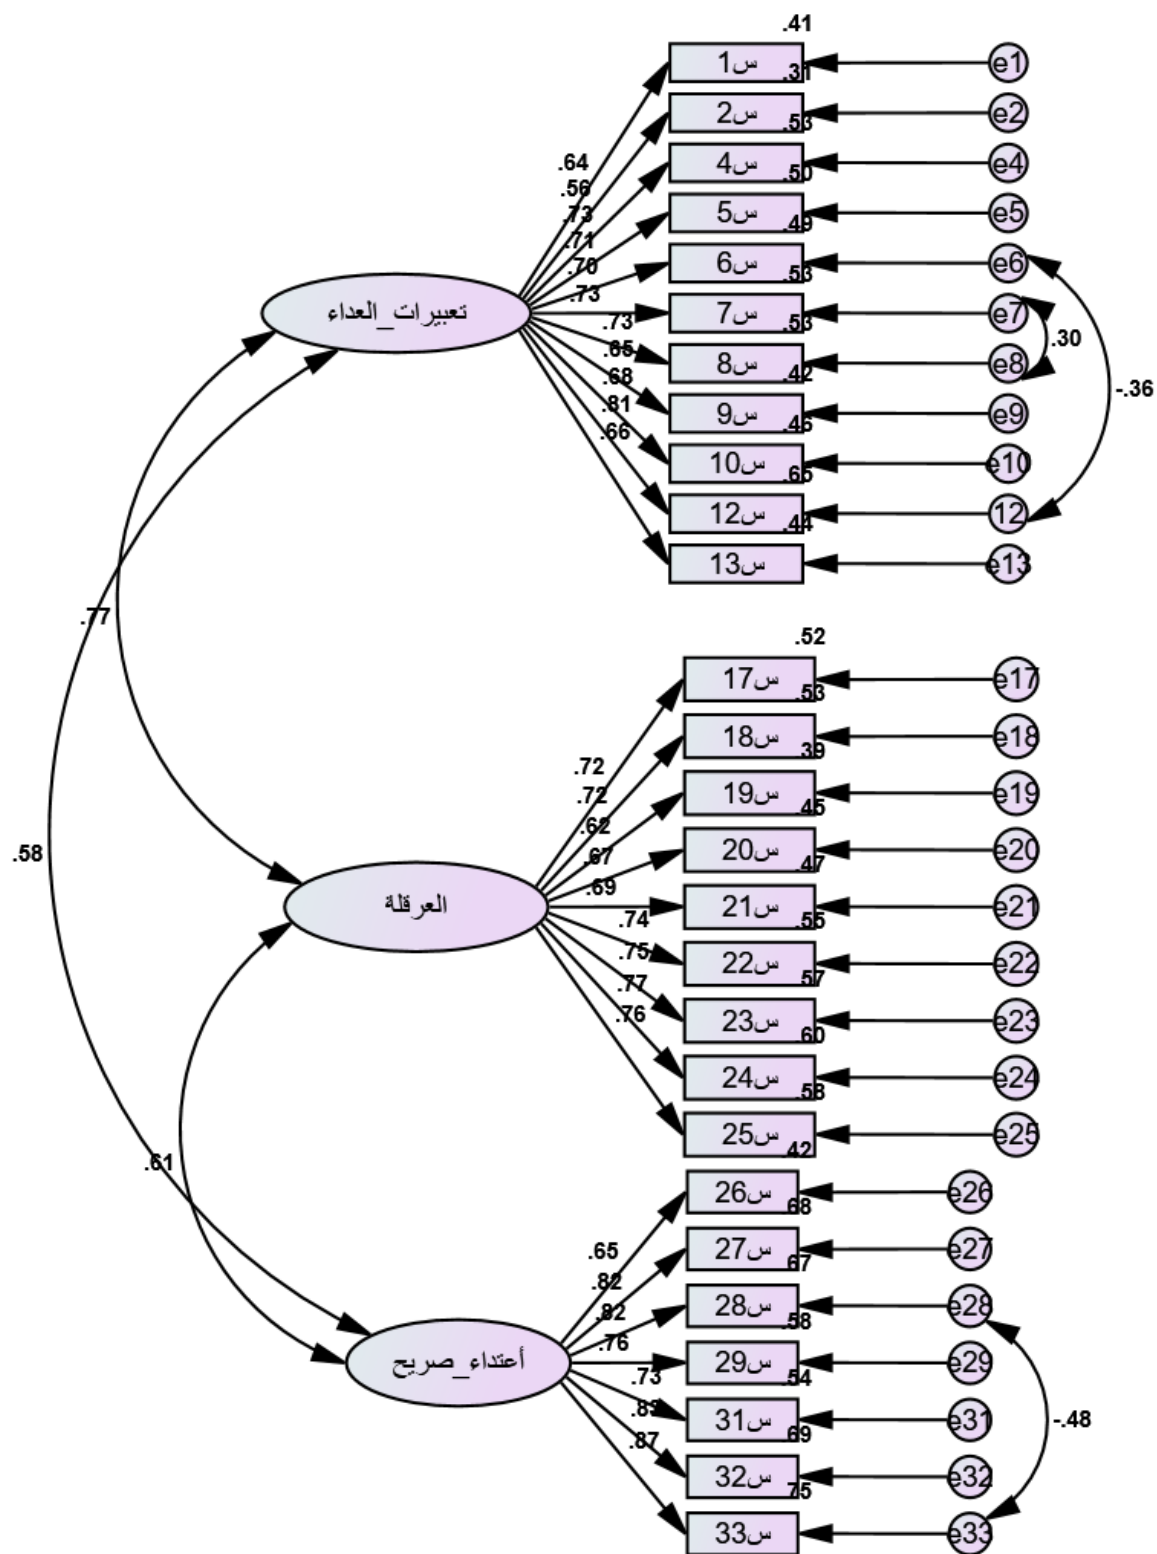 .41
س1
e1
.31
س2
e2
.53
س4
e4
.50
س5
e5
.49
س6
e6
.53
س7
e7
.53
س8
e8
.42
س9
e9
.46
س10
e10
.65
س12
12
.44
س13
e13
.64
.56
.73
.71
.70
.73
.73
.65
.68
.81
.66
تعبيرات_العداء
.30
-.36
.77
.58
.52
س17
e17
.53
س18
e18
.39
س19
e19
.45
س20
e20
.47
س21
e21
.55
س22
e22
.57
س23
e23
.60
س24
e24
.58
س25
e25
.72
.72
.62
.67
.69
.74
.75
.77
.76
العرقلة
.61
.42
س26
e26
.68
س27
e27
.67
س28
e28
.58
س29
e29
.54
س31
e31
.69
س32
e32
.75
س33
e33
.65
.82
.82
.76
.73
.83
.87
أعتداء_صريح
-.48